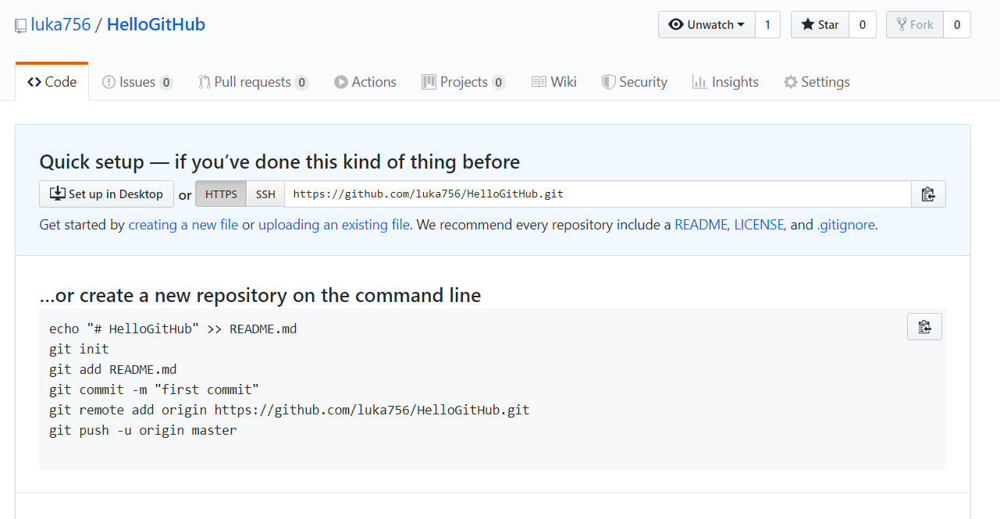 luka756 / HelloGitHub
Unwatch 1 Star 0 Fork 0
Code Issues 0 Pull requests 0 Actions Projects 0 Wiki Security Insights Settings
Quick setup — if you’ve done this kind of thing before
Set up in Desktop or HTTPS SSH https://github.com/luka756/HelloGitHub.git
Get started by creating a new file or uploading an existing file. We recommend every repository include a README, LICENSE, and .gitignore.
…or create a new repository on the command line
echo "# HelloGitHub" >> README.md
git init
git add README.md
git commit -m "first commit"
git remote add origin https://github.com/luka756/HelloGitHub.git
git push -u origin master